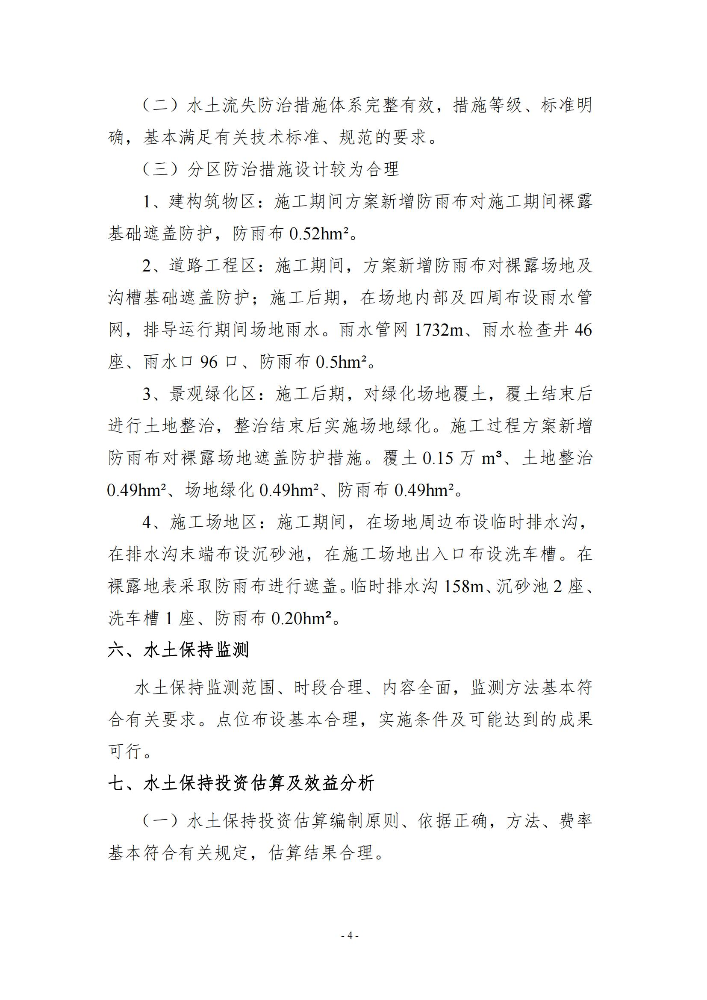 （二）水土流失防治措施体系完整有效，措施等级、标准明
确，基本满足有关技术标准、规范的要求。
（三）分区防治措施设计较为合理
1、建构筑物区：施工期间方案新增防雨布对施工期间裸露
基础遮盖防护，防雨布 0.52hm²。
2、道路工程区：施工期间，方案新增防雨布对裸露场地及
沟槽基础遮盖防护；施工后期，在场地内部及四周布设雨水管
网，排导运行期间场地雨水。雨水管网 1732m、雨水检查井 46
座、雨水口 96 口、防雨布 0.5hm²。
3、景观绿化区：施工后期，对绿化场地覆土，覆土结束后
进行土地整治，整治结束后实施场地绿化。施工过程方案新增
防雨布对裸露场地遮盖防护措施。覆土 0.15 万 m³、土地整治
0.49hm²、场地绿化 0.49hm²、防雨布 0.49hm²。
4、施工场地区：施工期间，在场地周边布设临时排水沟，
在排水沟末端布设沉砂池，在施工场地出入口布设洗车槽。在
裸露地表采取防雨布进行遮盖。临时排水沟 158m、沉砂池 2 座、
洗车槽 1 座、防雨布 0.20hm²。
六、水土保持监测
水土保持监测范围、时段合理、内容全面，监测方法基本符
合有关要求。点位布设基本合理，实施条件及可能达到的成果
可行。
七、水土保持投资估算及效益分析
（一）水土保持投资估算编制原则、依据正确，方法、费率
基本符合有关规定，估算结果合理。
- 4 -